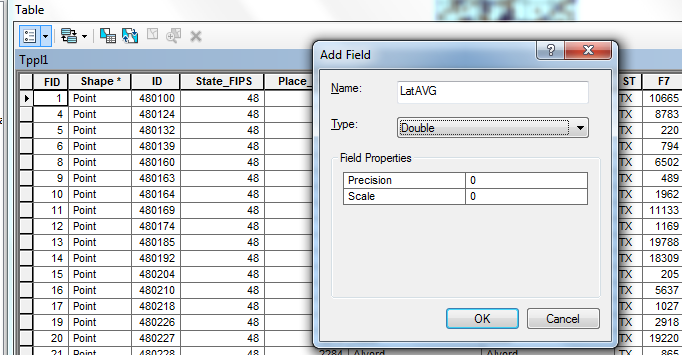 Table
Tppl1
FID Shape * ID State_FIPS Place_ ST F7
1 Point 480100 48 TX 10665
4 Point 480124 48 TX 8783
5 Point 480132 48 TX 220
6 Point 480139 48 TX 794
8 Point 480160 48 TX 6502
9 Point 480163 48 TX 489
10 Point 480164 48 TX 1962
11 Point 480169 48 TX 11133
12 Point 480174 48 TX 1169
13 Point 480185 48 TX 19788
14 Point 480192 48 TX 18309
15 Point 480204 48 TX 205
16 Point 480210 48 TX 5637
17 Point 480218 48 TX 1027
19 Point 480226 48 TX 2918
20 Point 480227 48 TX 19220
21 Point 480228 48 2284 Alvord Alvord TX 865
Add Field
?
Name: LatAVG
Type: Double
Field Properties
Precision 0
Scale 0
OK Cancel